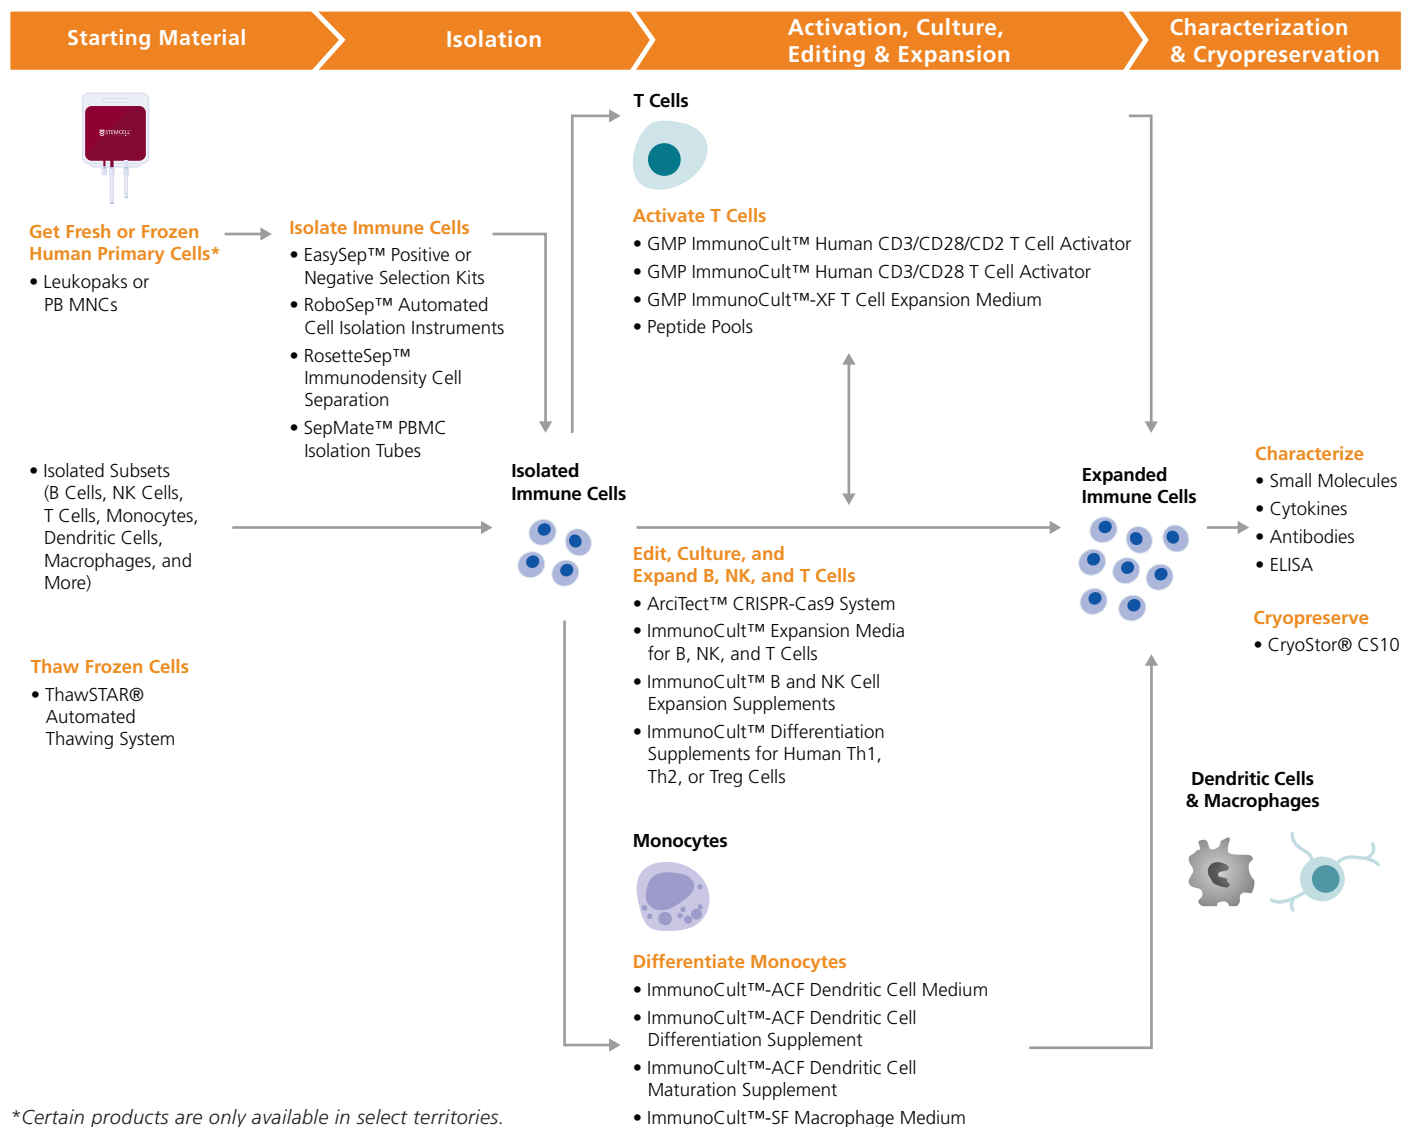 Starting Material
Isolation
Activation, Culture,
Editing & Expansion
Characterization
& Cryopreservation
STEMCELL™
Get Fresh or Frozen
Human Primary Cells*
• Leukopaks or
PB MNCs
• Isolated Subsets
(B Cells, NK Cells,
T Cells, Monocytes,
Dendritic Cells,
Macrophages, and
More)
Thaw Frozen Cells
• ThawSTAR®
Automated
Thawing System
Isolate Immune Cells
• EasySep™ Positive or
Negative Selection Kits
• RoboSep™ Automated
Cell Isolation Instruments
• RosetteSep™
Immunodensity Cell
Separation
• SepMate™ PBMC
Isolation Tubes
Isolated
Immune Cells
T Cells
Activate T Cells
• GMP ImmunoCult™ Human CD3/CD28/CD2 T Cell Activator
• GMP ImmunoCult™ Human CD3/CD28 T Cell Activator
• GMP ImmunoCult™-XF T Cell Expansion Medium
• Peptide Pools
Edit, Culture, and
Expand B, NK, and T Cells
• ArciTect™ CRISPR-Cas9 System
• ImmunoCult™ Expansion Media
for B, NK, and T Cells
• ImmunoCult™ B and NK Cell
Expansion Supplements
• ImmunoCult™ Differentiation
Supplements for Human Th1,
Th2, or Treg Cells
Monocytes
Differentiate Monocytes
• ImmunoCult™-ACF Dendritic Cell Medium
• ImmunoCult™-ACF Dendritic Cell
Differentiation Supplement
• ImmunoCult™-ACF Dendritic Cell
Maturation Supplement
• ImmunoCult™-SF Macrophage Medium
Expanded
Immune Cells
Characterize
• Small Molecules
• Cytokines
• Antibodies
• ELISA
Cryopreserve
• CryoStor® CS10
Dendritic Cells
& Macrophages
*Certain products are only available in select territories.